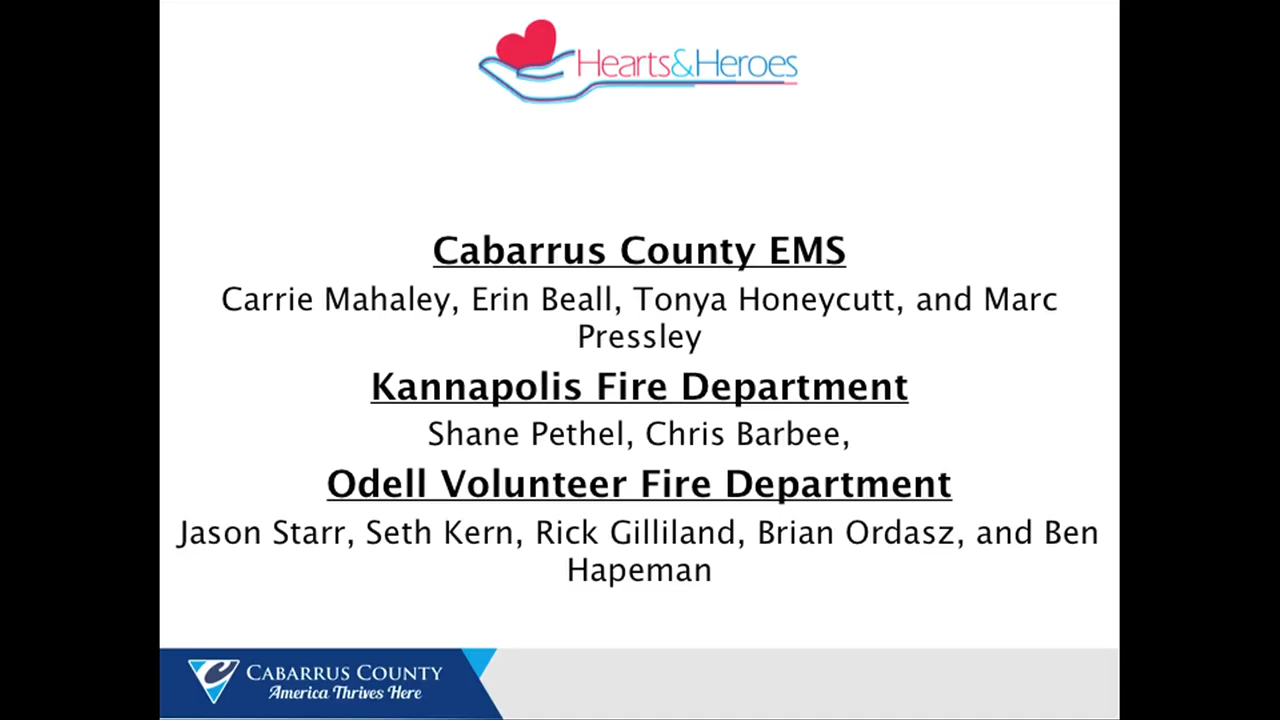 Hearts&Heroes
Cabarrus County EMS
Carrie Mahaley, Erin Beall, Tonya Honeycutt, and Marc
Pressley
Kannapolis Fire Department
Shane Pethel, Chris Barbee,
Odell Volunteer Fire Department
Jason Starr, Seth Kern, Rick Gilliland, Brian Ordasz, and Ben
Hapeman
CABARRUS COUNTY
America Thrives Here